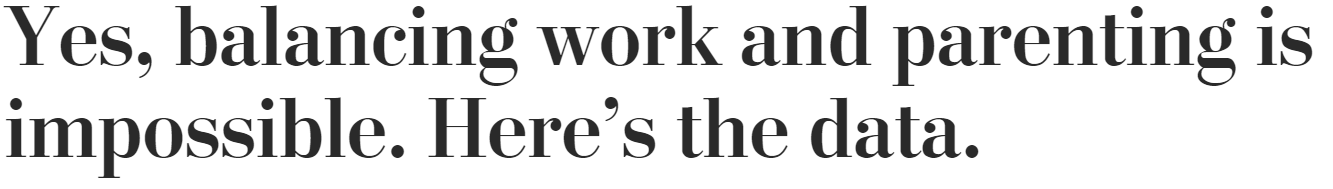 Yes, balancing work and parenting is
impossible. Here’s the data.